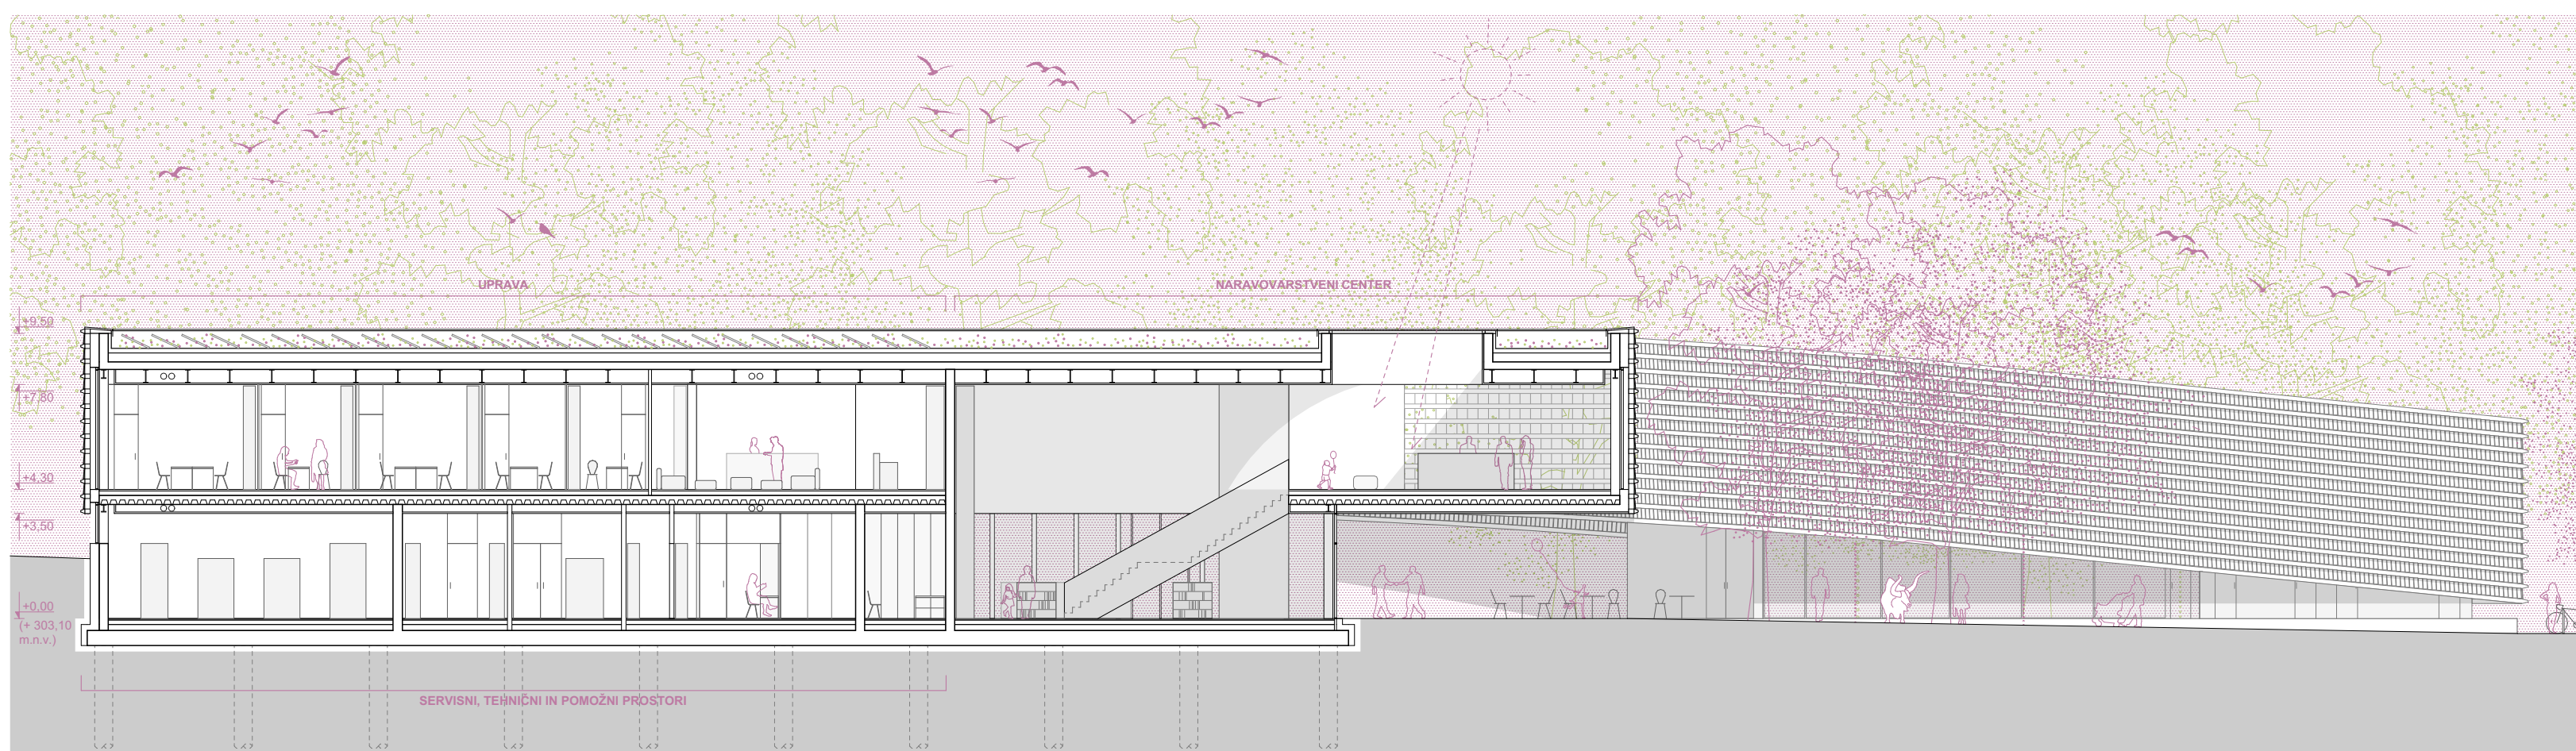 UPRAVA
NARAVOVARSTVENI CENTER
+9.50
+7.80
+4,30
+3,50
+0,00
(+ 303,10
m.n.v.)
SERVISNI, TEHNIČNI IN POMOŽNI PROSTORI